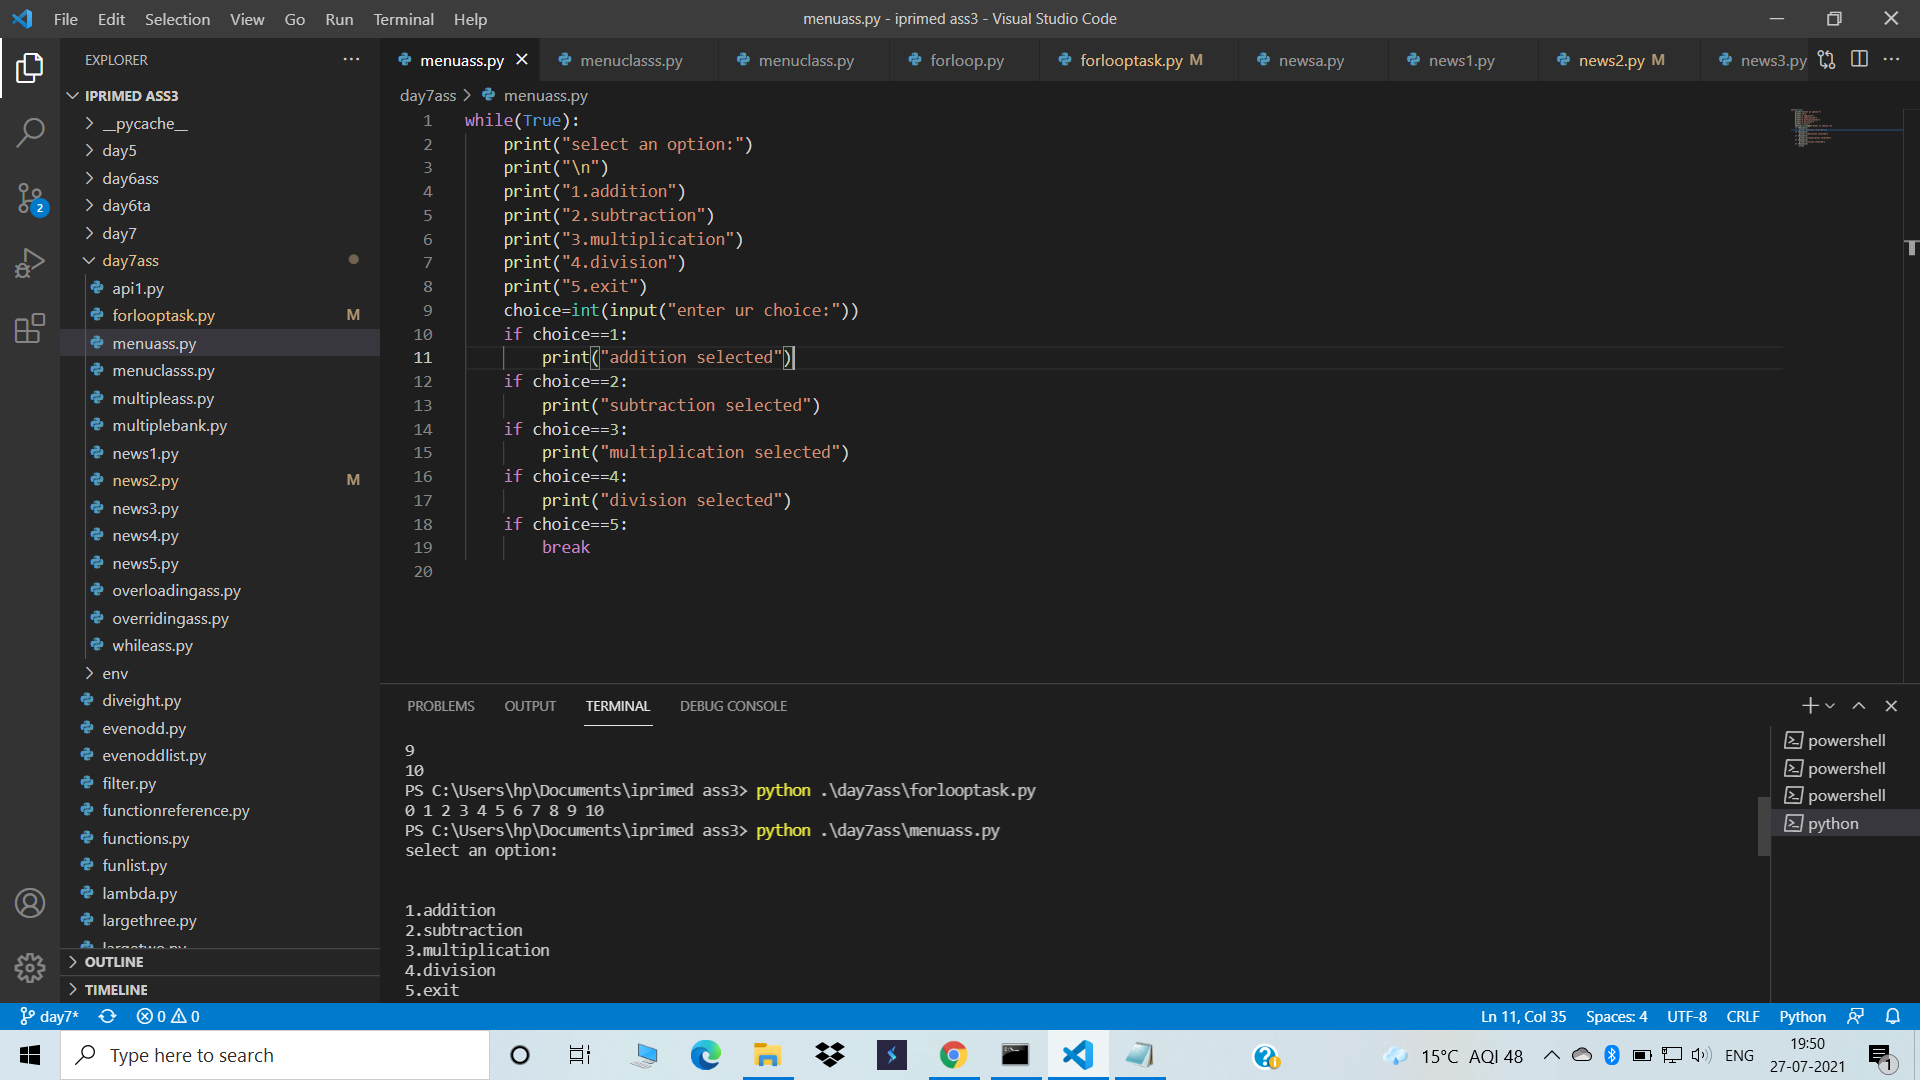 File Edit Selection View Go Run Terminal Help
menuass.py - iprimed ass3 - Visual Studio Code
EXPLORER
menuass.py
menuclasss.py
menuclass.py
forloop.py
forlooptask.py M
newsa.py
news1.py
news2.py M
news3.py
IPRIMED ASS3
__pycache__
day5
day6ass
day6ta
day7
day7ass
api1.py
forlooptask.py M
menuass.py
menuclasss.py
multipleass.py
multiplebank.py
news1.py
news2.py M
news3.py
news4.py
news5.py
overloadingass.py
overridingass.py
whileass.py
env
diveight.py
evenodd.py
evenoddlist.py
filter.py
functionreference.py
functions.py
funlist.py
lambda.py
largethree.py
largetwo.py
OUTLINE
TIMELINE
2
day7ass > menuass.py
1 while(True):
2 print("select an option:")
3 print("\n")
4 print("1.addition")
5 print("2.subtraction")
6 print("3.multiplication")
7 print("4.division")
8 print("5.exit")
9 choice=int(input("enter ur choice:"))
10 if choice==1:
11 print("addition selected")
12 if choice==2:
13 print("subtraction selected")
14 if choice==3:
15 print("multiplication selected")
16 if choice==4:
17 print("division selected")
18 if choice==5:
19 break
20
PROBLEMS OUTPUT TERMINAL DEBUG CONSOLE
9
10
PS C:\Users\hp\Documents\iprimed ass3> python .\day7ass\forlooptask.py
0 1 2 3 4 5 6 7 8 9 10
PS C:\Users\hp\Documents\iprimed ass3> python .\day7ass\menuass.py
select an option:
1.addition
2.subtraction
3.multiplication
4.division
5.exit
powershell
powershell
powershell
python
day7* 0 0
Ln 11, Col 35 Spaces: 4 UTF-8 CRLF Python
Type here to search
15°C AQI 48
ENG
19:50
27-07-2021
1